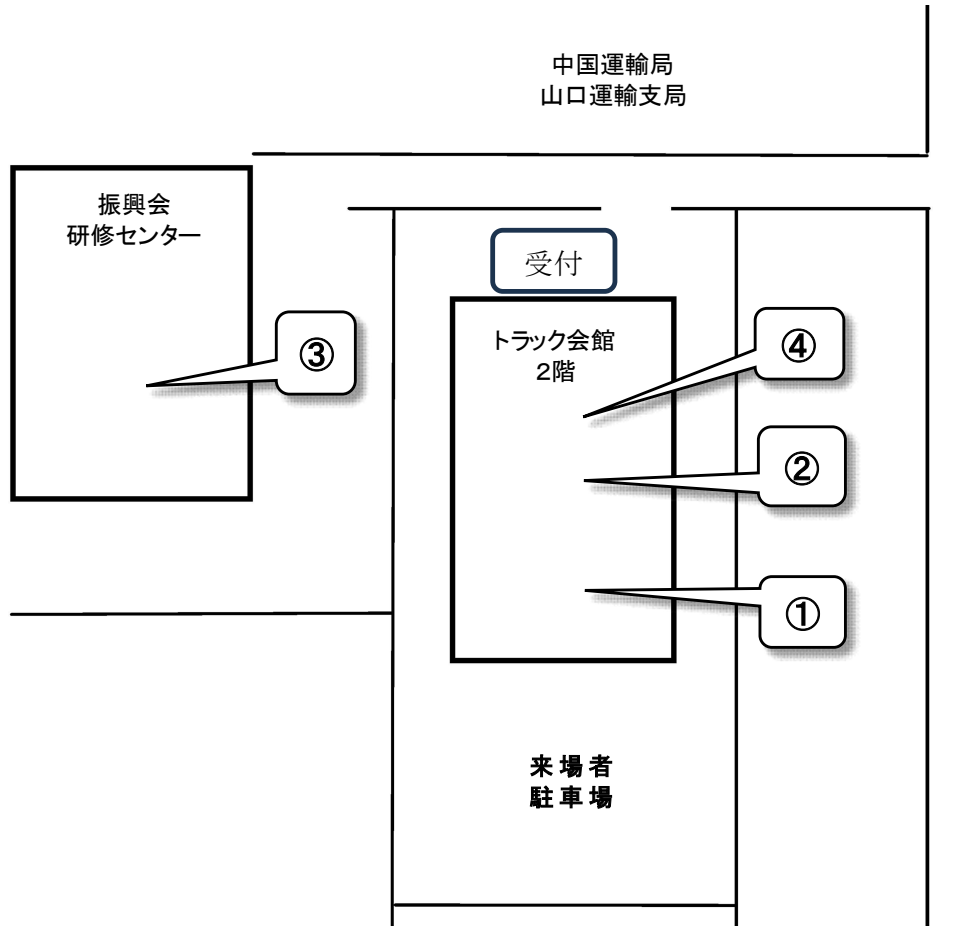 中国運輸局
山口運輸支局
振興会
研修センター
受付
トラック会館
2階
③
④
②
①
来場者
駐車場